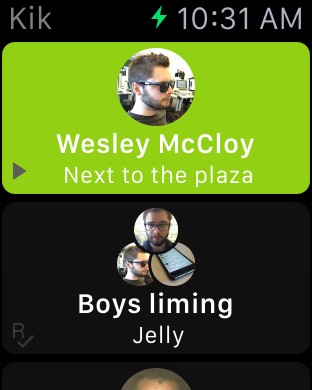 Kik 10:31 AM
Wesley McCloy
Next to the plaza
Boys liming
Jelly
R